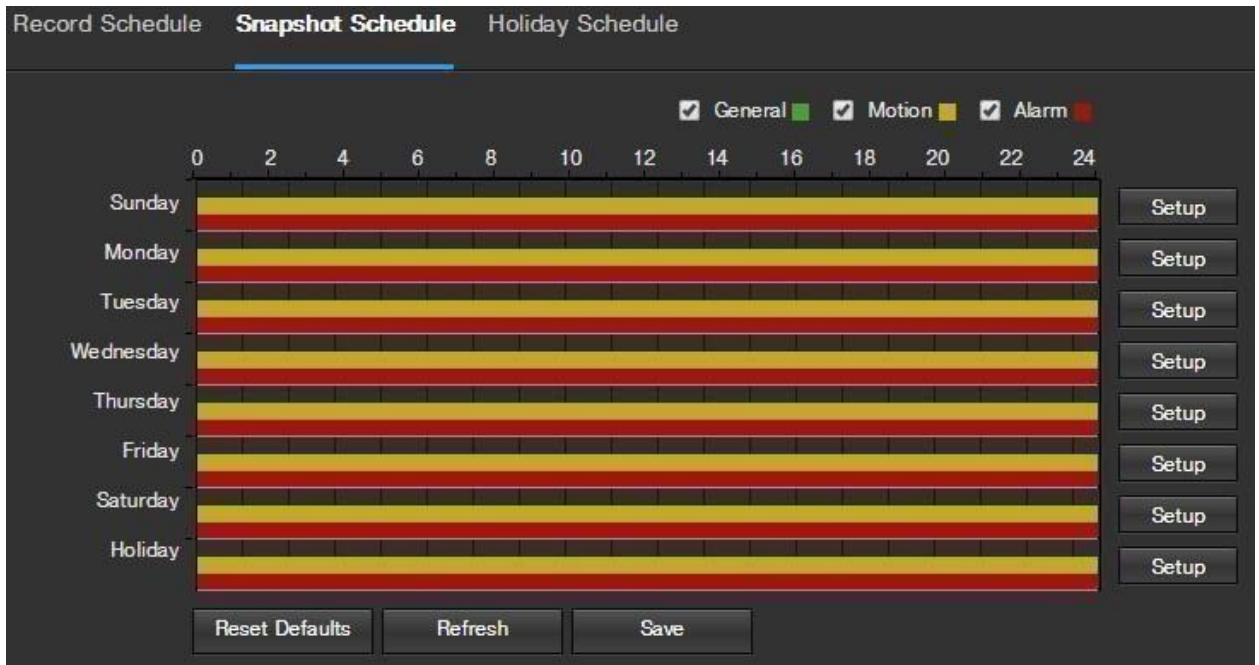 Record Schedule Snapshot Schedule Holiday Schedule
General Motion Alarm
0 2 4 6 8 10 12 14 16 18 20 22 24
Sunday Setup
Monday Setup
Tuesday Setup
Wednesday Setup
Thursday Setup
Friday Setup
Saturday Setup
Holiday Setup
Reset Defaults Refresh Save